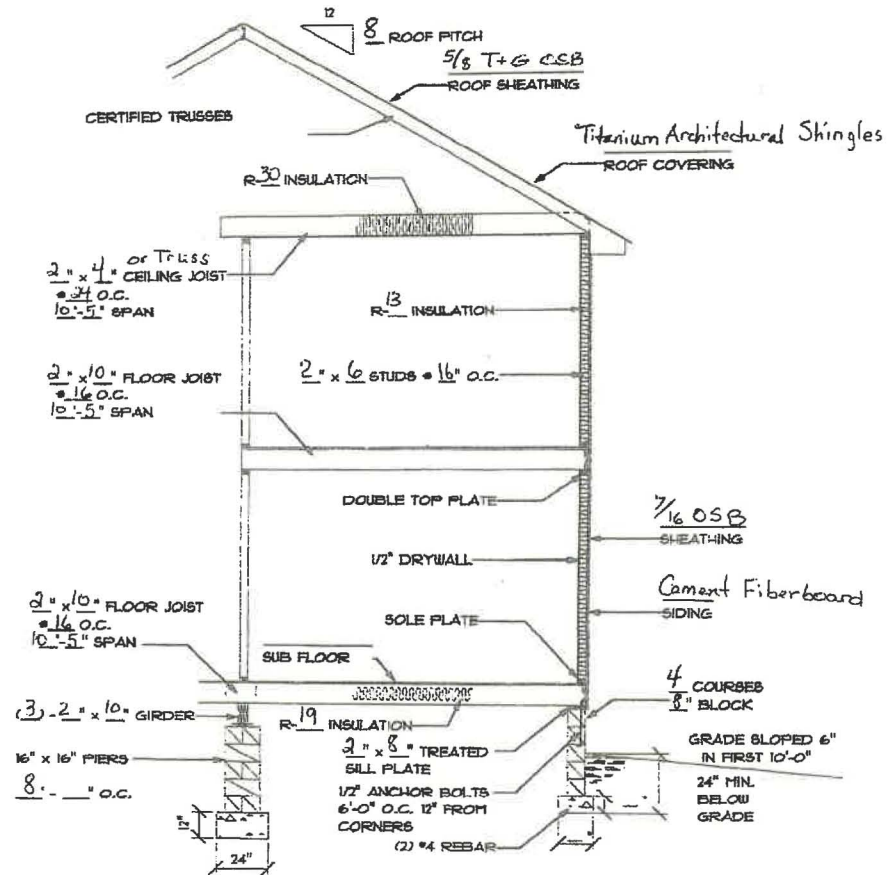 12
8 ROOF PITCH
5/8 T+G OSB
ROOF SHEATHING
CERTIFIED TRUSSES
Titanium Architectural Shingles
ROOF COVERING
R-30 INSULATION
or Truss
2" x 4" CEILING JOIST
@ 24 O.C.
10'-5" SPAN
R-13 INSULATION
2" x 10" FLOOR JOIST
@ 16 O.C.
10'-5" SPAN
2" x 6 STUDS @ 16" O.C.
DOUBLE TOP PLATE
7/16 OSB
SHEATHING
1/2" DRYWALL
Cement Fiberboard
SIDING
2" x 10" FLOOR JOIST
@ 16 O.C.
10'-5" SPAN
SOLE PLATE
SUB FLOOR
4 COURSES
8" BLOCK
(3) - 2" x 10" GIRDER
R-19 INSULATION
2" x 8" TREATED
SILL PLATE
GRADE SLOPED 6"
IN FIRST 10'-0"
16" x 16" PIERS
8' - __" O.C.
1/2" ANCHOR BOLTS
6'-0" O.C. 12" FROM
CORNERS
24" MIN.
BELOW
GRADE
12"
(2) #4 REBAR
24"